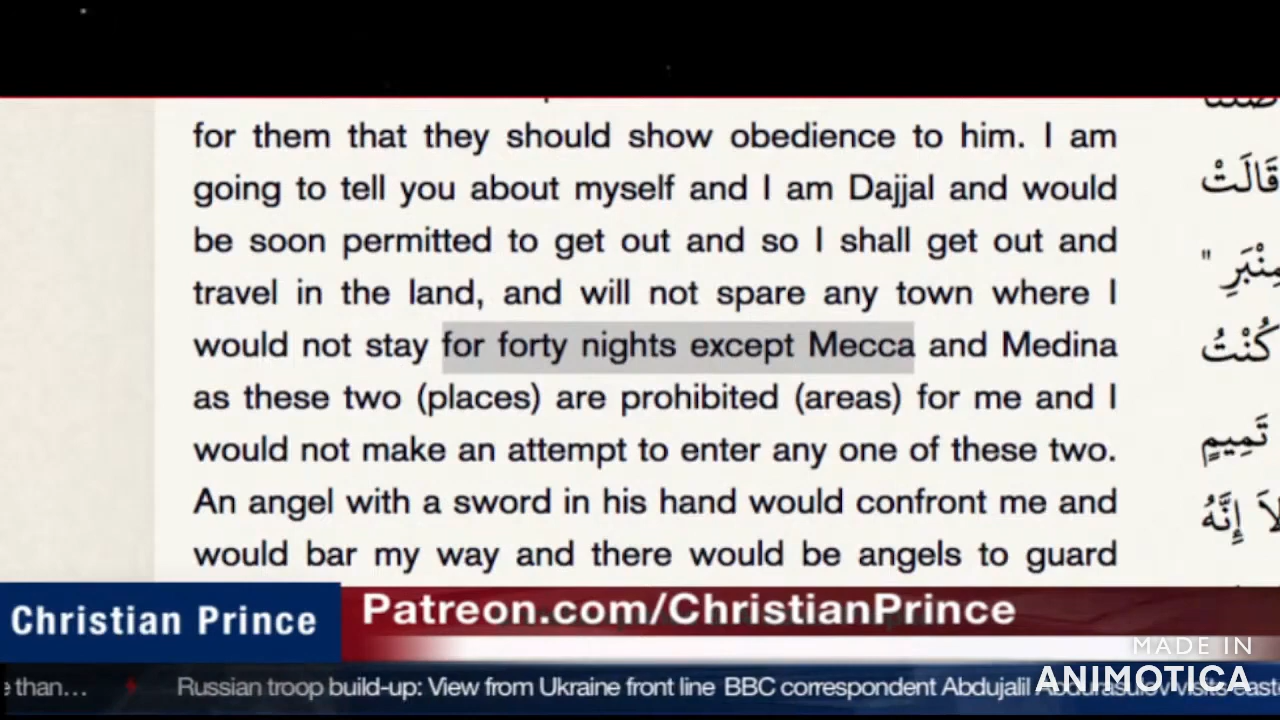 for them that they should show obedience to him. I am
going to tell you about myself and I am Dajjal and would
be soon permitted to get out and so I shall get out and
travel in the land, and will not spare any town where I
would not stay for forty nights except Mecca and Medina
as these two (places) are prohibited (areas) for me and I
would not make an attempt to enter any one of these two.
An angel with a sword in his hand would confront me and
would bar my way and there would be angels to guard
قَالَتْ
كُنْتُ
تَمِيمٍ
إِنَّهُ
Christian Prince
Patreon.com/ChristianPrince
MADE IN
ANIMOTICA
e than... Russian troop build-up: View from Ukraine front line BBC correspondent Abdujalil